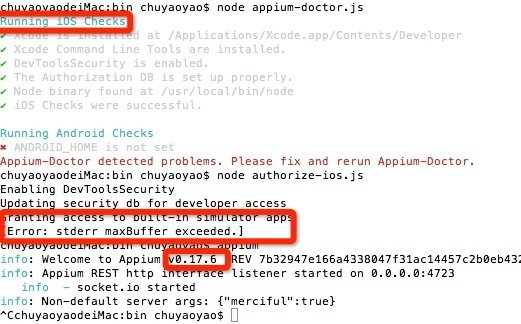 chuyaoyaodeiMac:bin chuyaoyao$ node appium-doctor.js
Running iOS Checks
✔ Xcode is installed at /Applications/Xcode.app/Contents/Developer
✔ Xcode Command Line Tools are installed.
✔ DevToolsSecurity is enabled.
✔ The Authorization DB is set up properly.
✔ Node binary found at /usr/local/bin/node
✔ iOS Checks were successful.
Running Android Checks
✖ ANDROID_HOME is not set
Appium-Doctor detected problems. Please fix and rerun Appium-Doctor.
chuyaoyaodeiMac:bin chuyaoyao$ node authorize-ios.js
Enabling DevToolsSecurity
Updating security db for developer access
Granting access to built-in simulator apps
[Error: stderr maxBuffer exceeded.]
chuyaoyaodeiMac:bin chuyaoyao$ appium
info: Welcome to Appium v0.17.6 REV 7b32947e166a4338047f31ac14457c2b0eb432
info: Appium REST http interface listener started on 0.0.0.0:4723
info - socket.io started
info: Non-default server args: {"merciful":true}
^Cchuyaoyaodeimac:bin chuyaoyao$